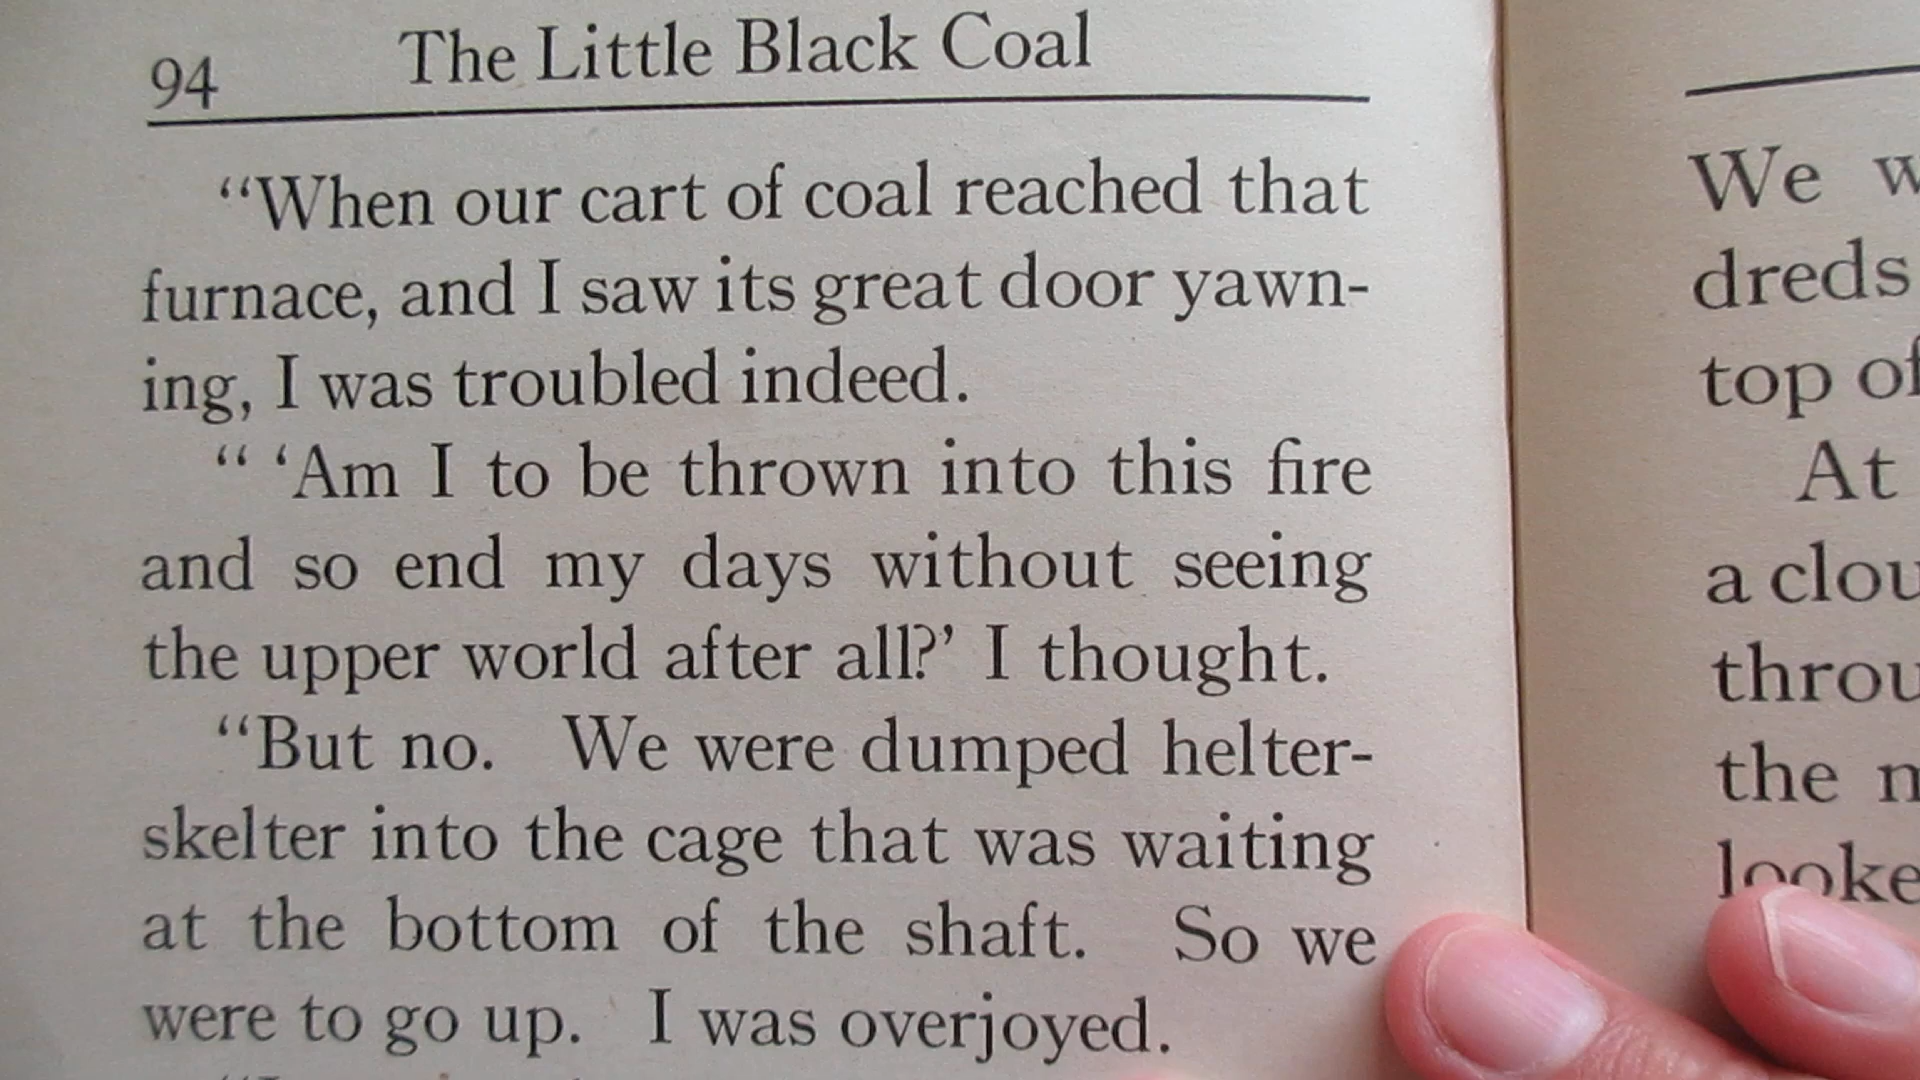 94 The Little Black Coal
“When our cart of coal reached that
furnace, and I saw its great door yawn-
ing, I was troubled indeed.
“ ‘Am I to be thrown into this fire
and so end my days without seeing
the upper world after all?’ I thought.
“But no. We were dumped helter-
skelter into the cage that was waiting
at the bottom of the shaft. So we
were to go up. I was overjoyed.
We
dreds
top of
At
a
the